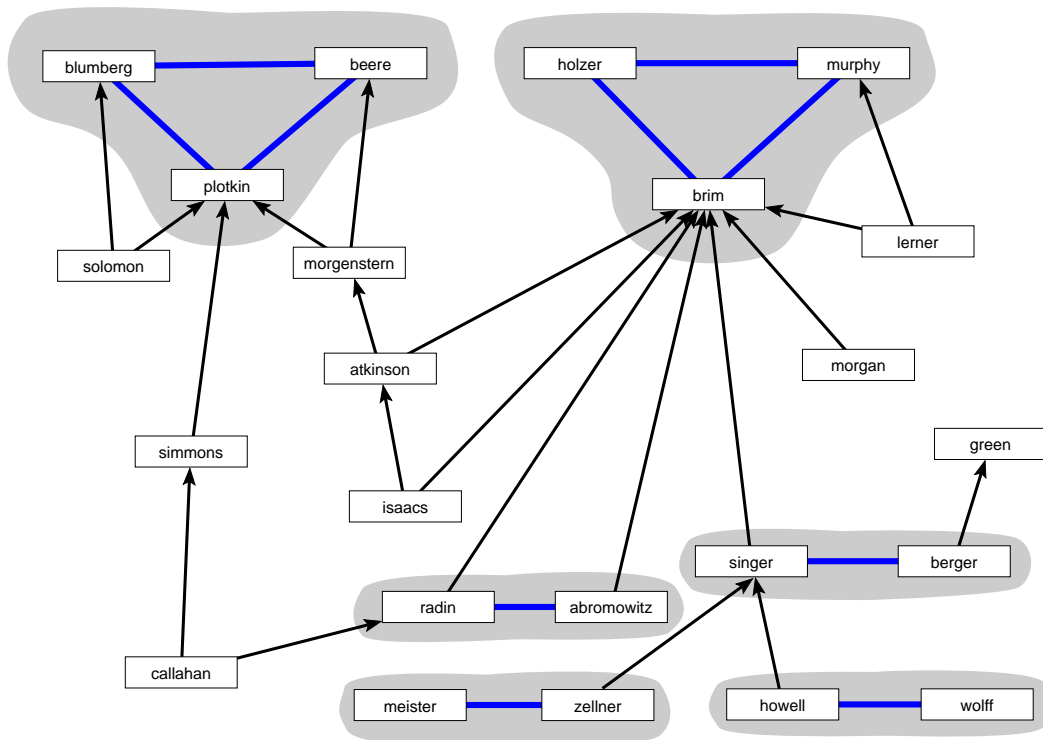 blumberg
beere
holzer
murphy
plotkin
brim
solomon
morgenstern
lerner
atkinson
morgan
simmons
green
isaacs
singer
berger
radin
abromowitz
callahan
meister
zellner
howell
wolff